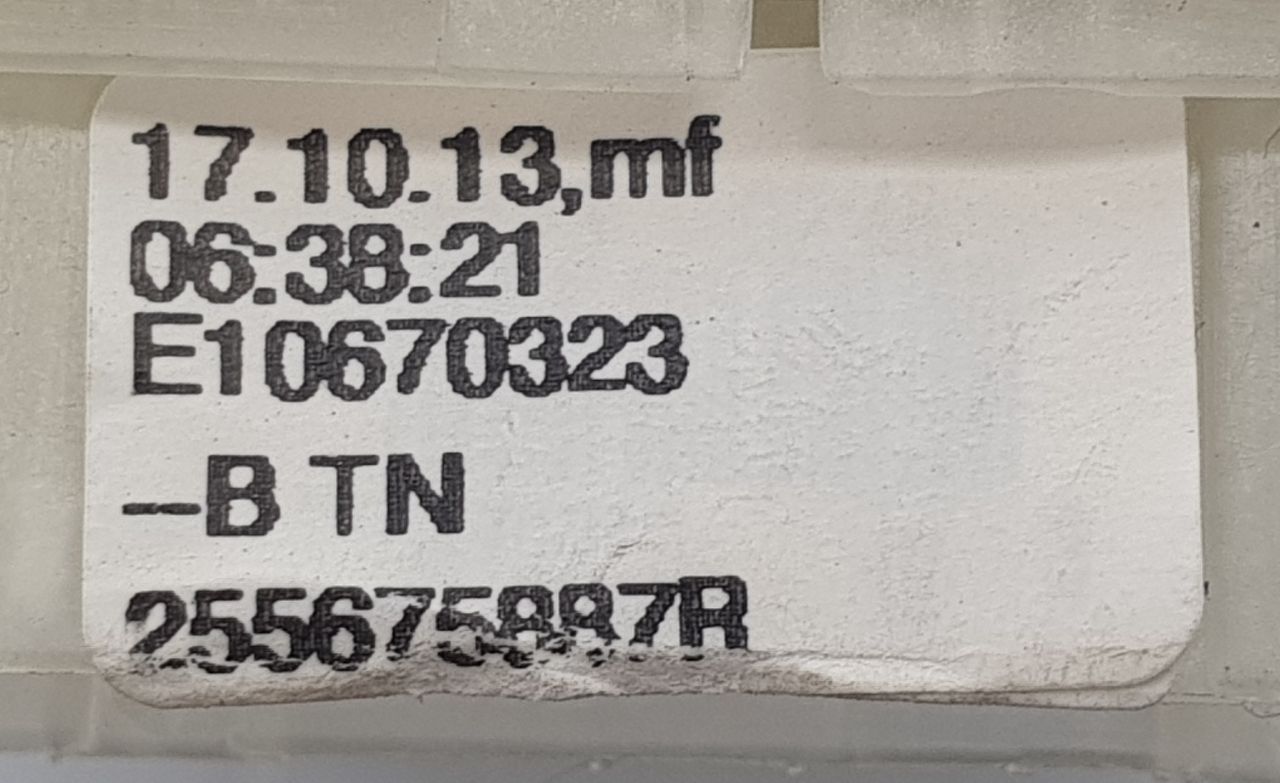 17.10.13,mf
06:38:21
E10670323
–B TN
255675887R